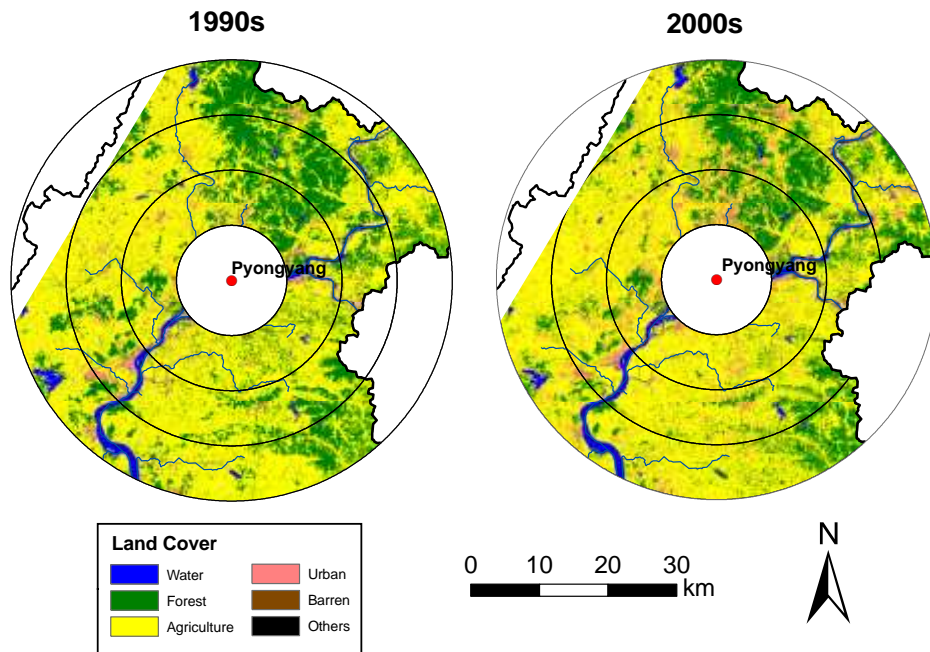 1990s
2000s
Pyongyang
Pyongyang
Land Cover
Water
Urban
Forest
Barren
Agriculture
Others
0 10 20 30
km
N